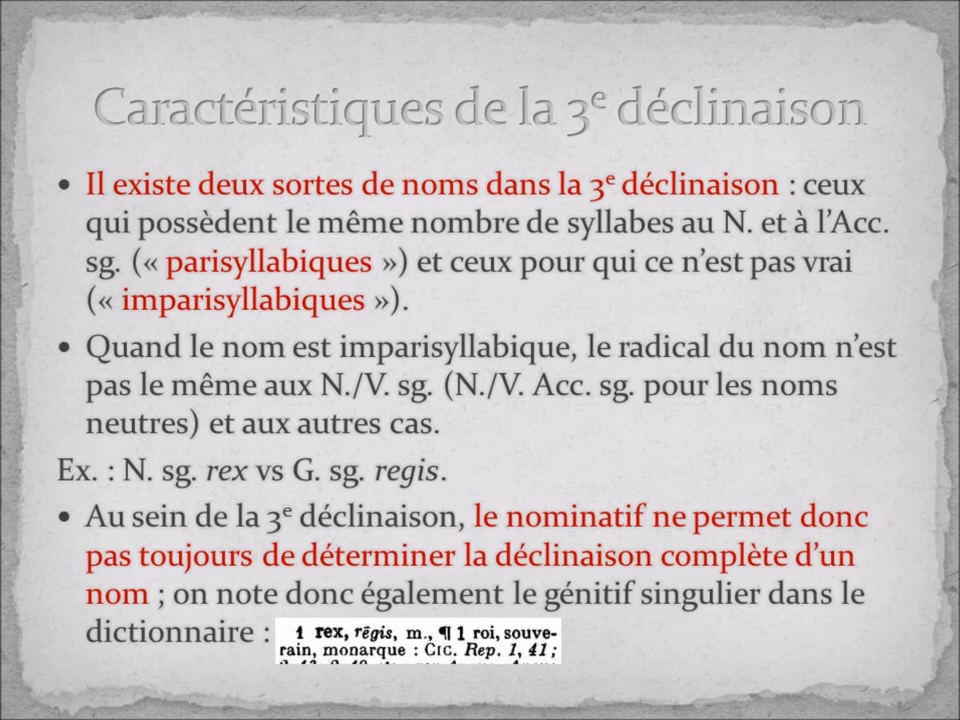 Caractéristiques de la 3e déclinaison
• Il existe deux sortes de noms dans la 3e déclinaison : ceux
qui possèdent le même nombre de syllabes au N. et à l’Acc.
sg. (« parisyllabiques ») et ceux pour qui ce n’est pas vrai
(« imparisyllabiques »).
• Quand le nom est imparisyllabique, le radical du nom n’est
pas le même aux N./V. sg. (N./V. Acc. sg. pour les noms
neutres) et aux autres cas.
Ex. : N. sg. rex vs G. sg. regis.
• Au sein de la 3e déclinaison, le nominatif ne permet donc
pas toujours de déterminer la déclinaison complète d’un
nom ; on note donc également le génitif singulier dans le
dictionnaire :
1 rex, rēgis, m., ¶ 1 roi, souve-
rain, monarque : CIC. Rep. 1, 41 ;